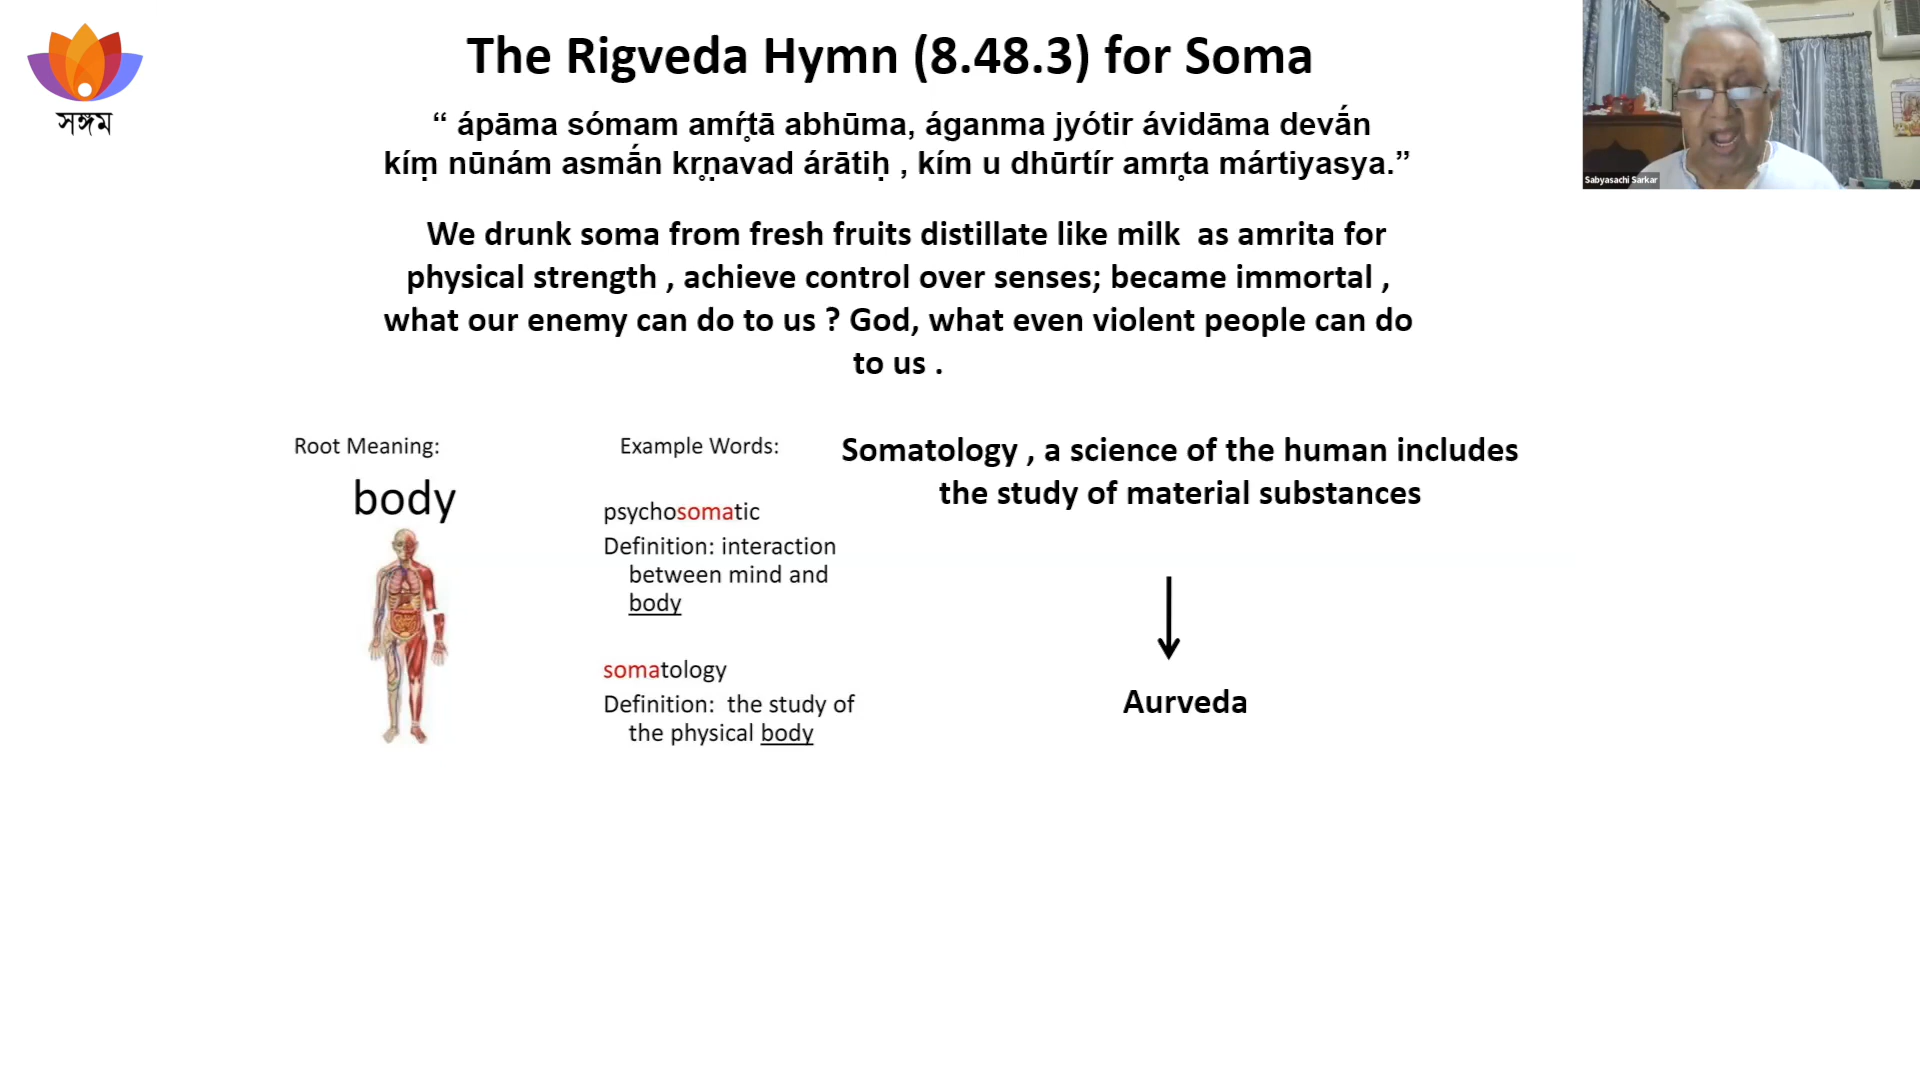 The Rigveda Hymn (8.48.3) for Soma
সঙ্গম
“ ápāma sómam amŕ̥tā abhūma, áganma jyótir ávidāma devā́n
kíṃ nūnám asmā́n kr̥ṇavad árātiḥ , kím u dhūrtír amr̥ta mártiyasya.”
Sabyasachi Sarkar
We drunk soma from fresh fruits distillate like milk as amrita for
physical strength , achieve control over senses; became immortal ,
what our enemy can do to us ? God, what even violent people can do
to us .
Root Meaning:
body
Example Words:
psychosomatic
Definition: interaction
between mind and
body
somatology
Definition: the study of
the physical body
Somatology , a science of the human includes
the study of material substances
Aurveda